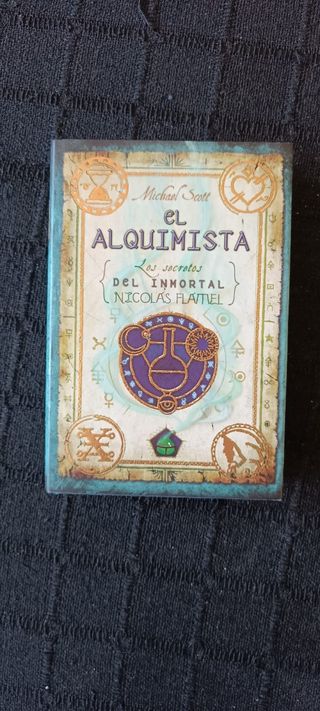 Michael Scott
EL
ALQUIMISTA
Los secretos
DEL INMORTAL
NICOLAS FLAMEL